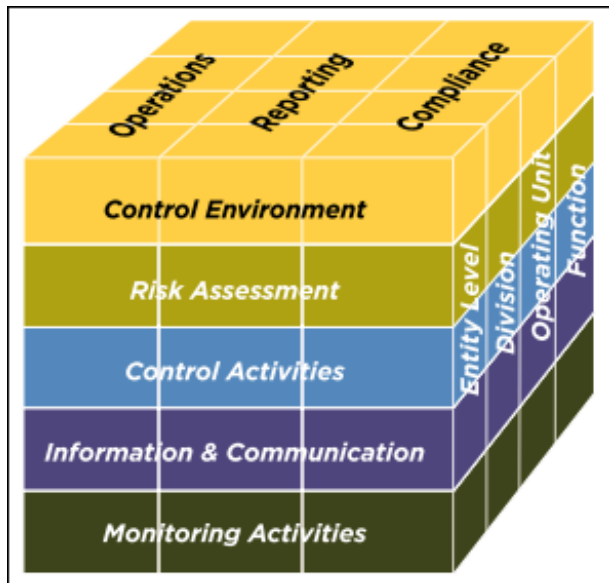 Operations
Reporting
Compliance
Control Environment
Risk Assessment
Control Activities
Information & Communication
Monitoring Activities
Entity Level
Division
Operating Unit
Function